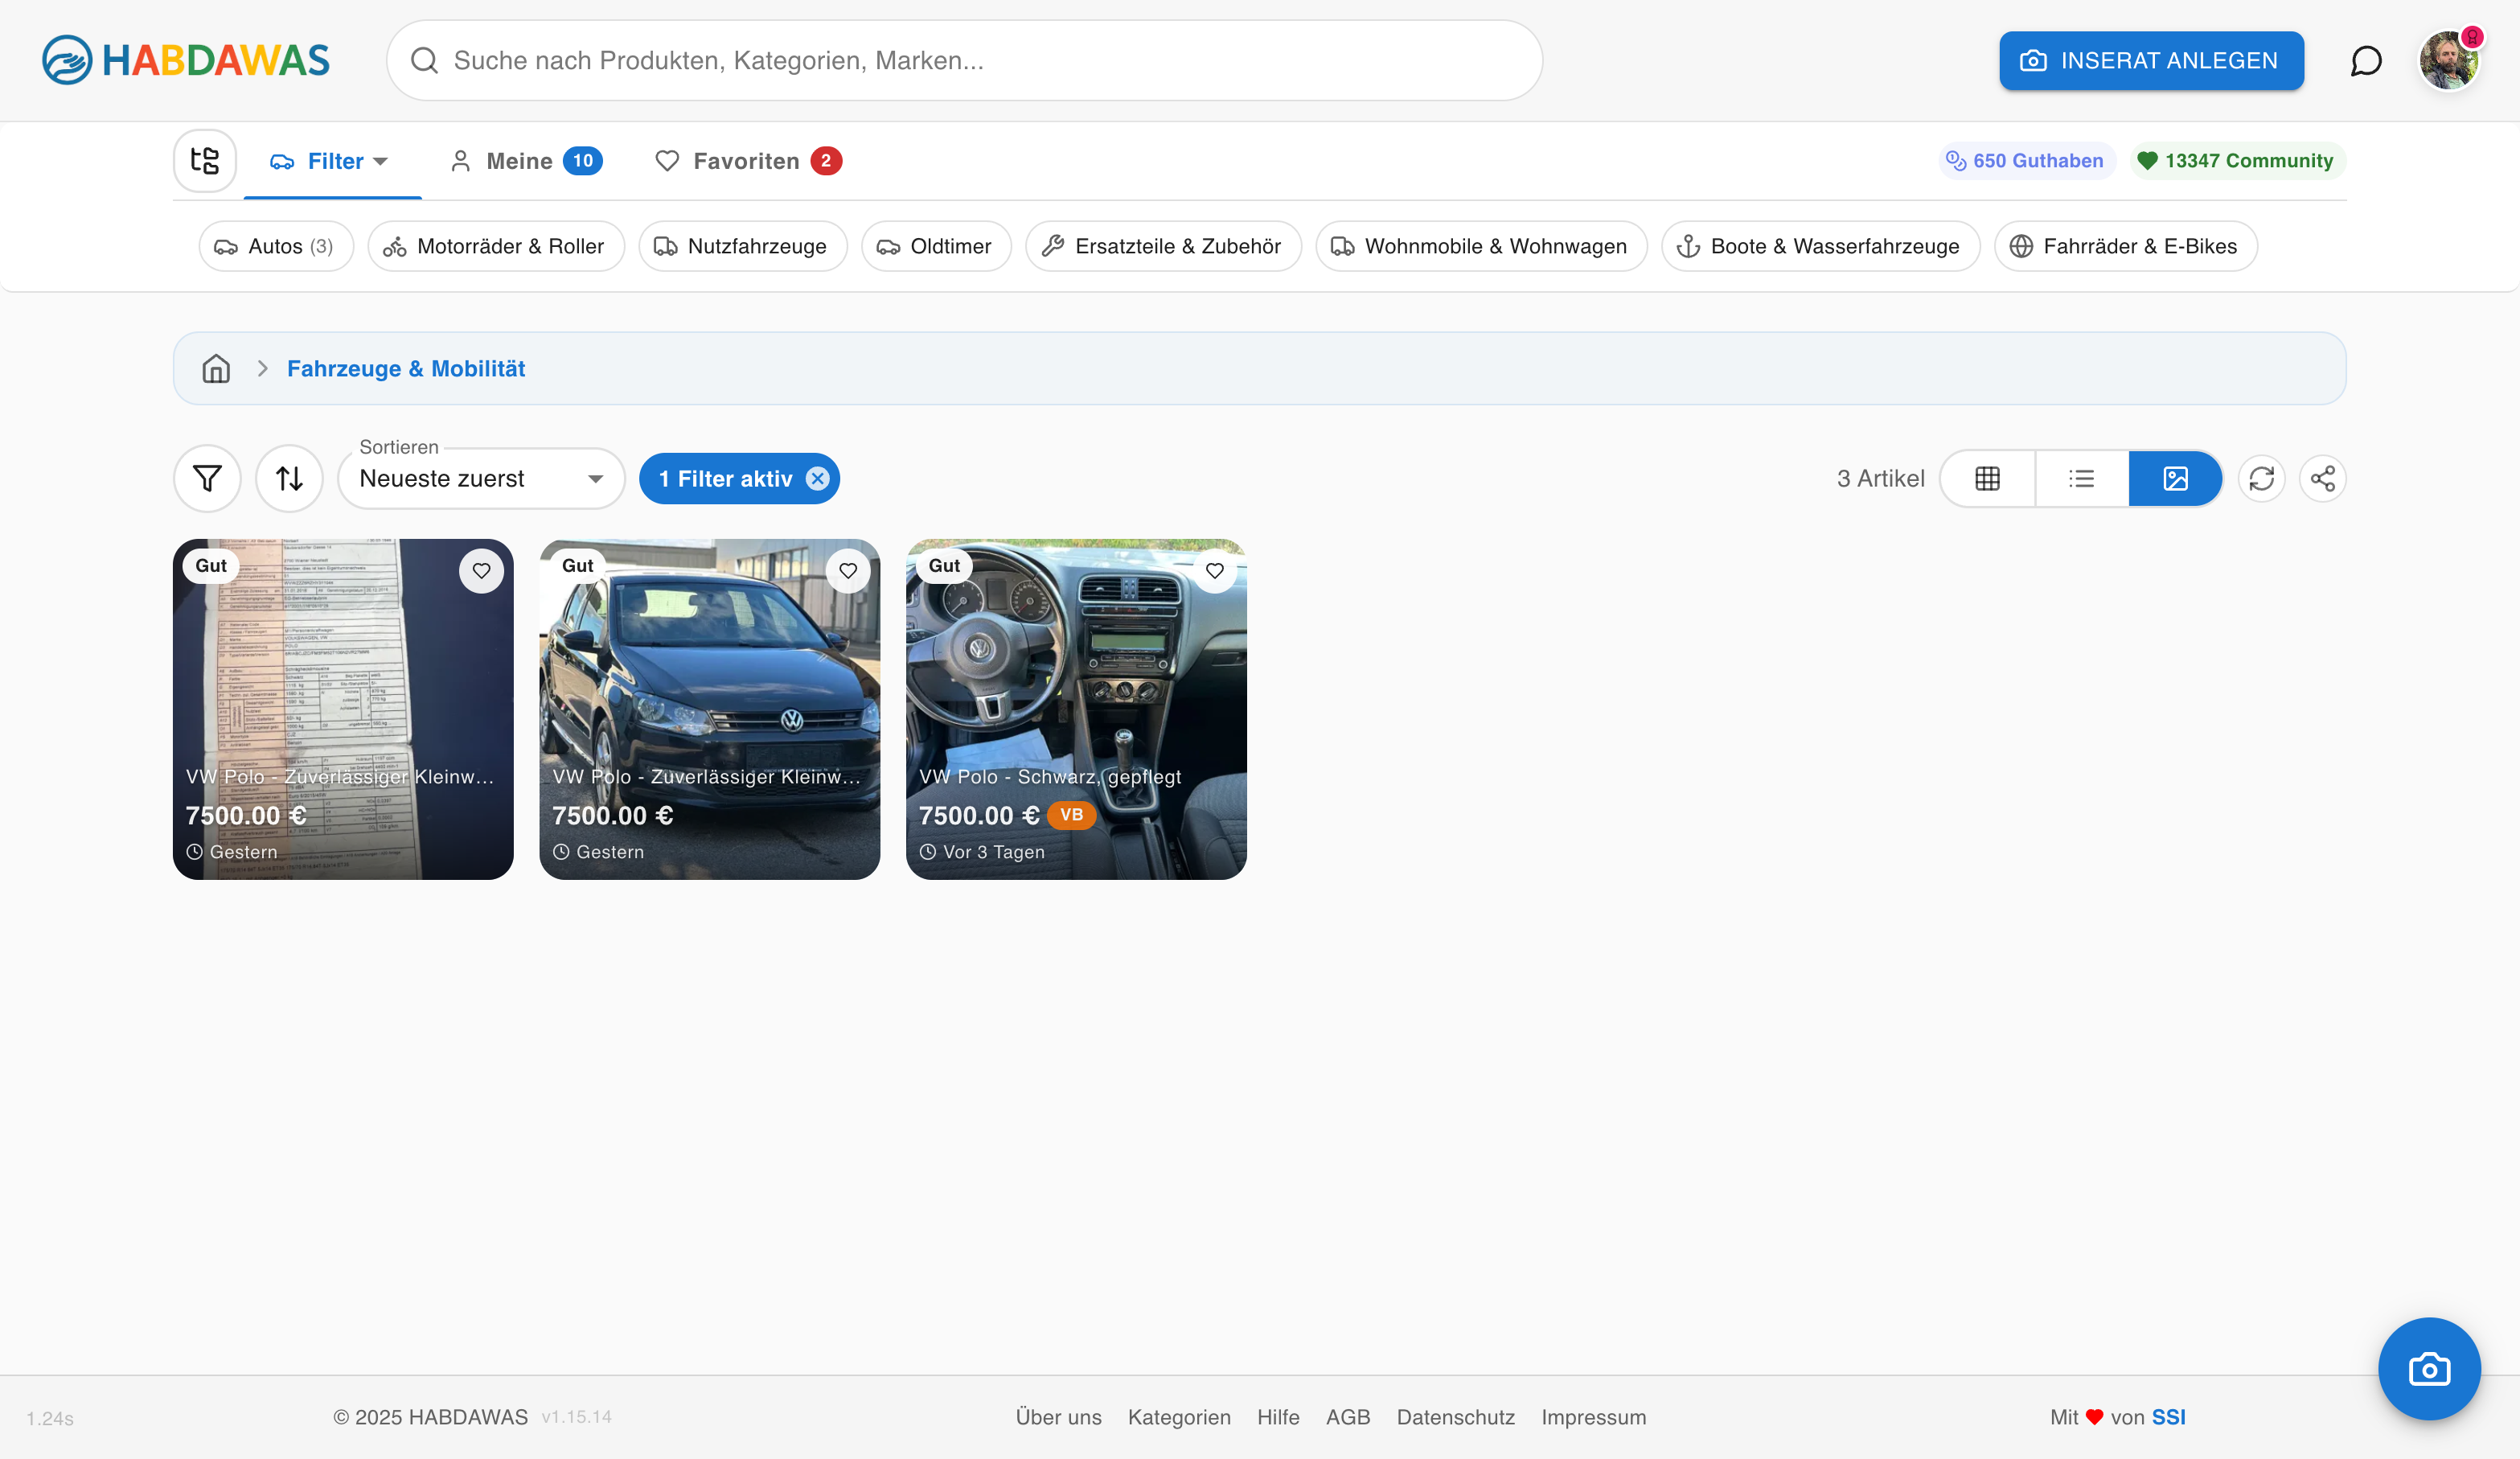 HABDAWAS
Suche nach Produkten, Kategorien, Marken...
INSERAT ANLEGEN
Filter
Meine 10
Favoriten 2
650 Guthaben
13347 Community
Autos (3)
Motorräder & Roller
Nutzfahrzeuge
Oldtimer
Ersatzteile & Zubehör
Wohnmobile & Wohnwagen
Boote & Wasserfahrzeuge
Fahrräder & E-Bikes
Fahrzeuge & Mobilität
Sortieren
Neueste zuerst
1 Filter aktiv
3 Artikel
Gut
VW Polo - Zuverlässiger Kleinw...
7500.00 €
Gestern
Gut
VW Polo - Zuverlässiger Kleinw...
7500.00 €
Gestern
Gut
VW Polo - Schwarz, gepflegt
7500.00 € VB
Vor 3 Tagen
1.24s
© 2025 HABDAWAS v1.15.14
Über uns
Kategorien
Hilfe
AGB
Datenschutz
Impressum
Mit ❤ von SSI